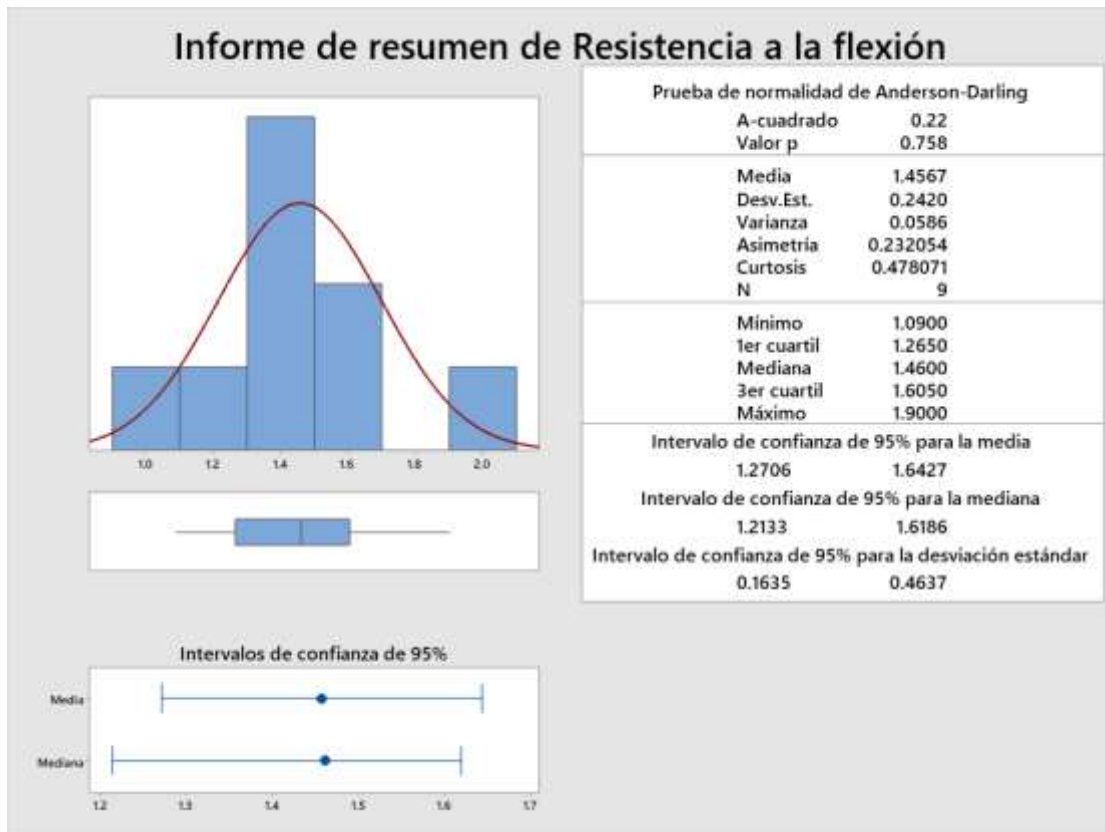 Informe de resumen de Resistencia a la flexión
1.0 1.2 1.4 1.6 1.8 2.0
Prueba de normalidad de Anderson-Darling
A-cuadrado 0.22
Valor p 0.758
Media 1.4567
Desv.Est. 0.2420
Varianza 0.0586
Asimetría 0.232054
Curtosis 0.478071
N 9
Mínimo 1.0900
1er cuartil 1.2650
Mediana 1.4600
3er cuartil 1.6050
Máximo 1.9000
Intervalo de confianza de 95% para la media
1.2706 1.6427
Intervalo de confianza de 95% para la mediana
1.2133 1.6186
Intervalo de confianza de 95% para la desviación estándar
0.1635 0.4637
Intervalos de confianza de 95%
Media
Mediana
1.2 1.3 1.4 1.5 1.6 1.7